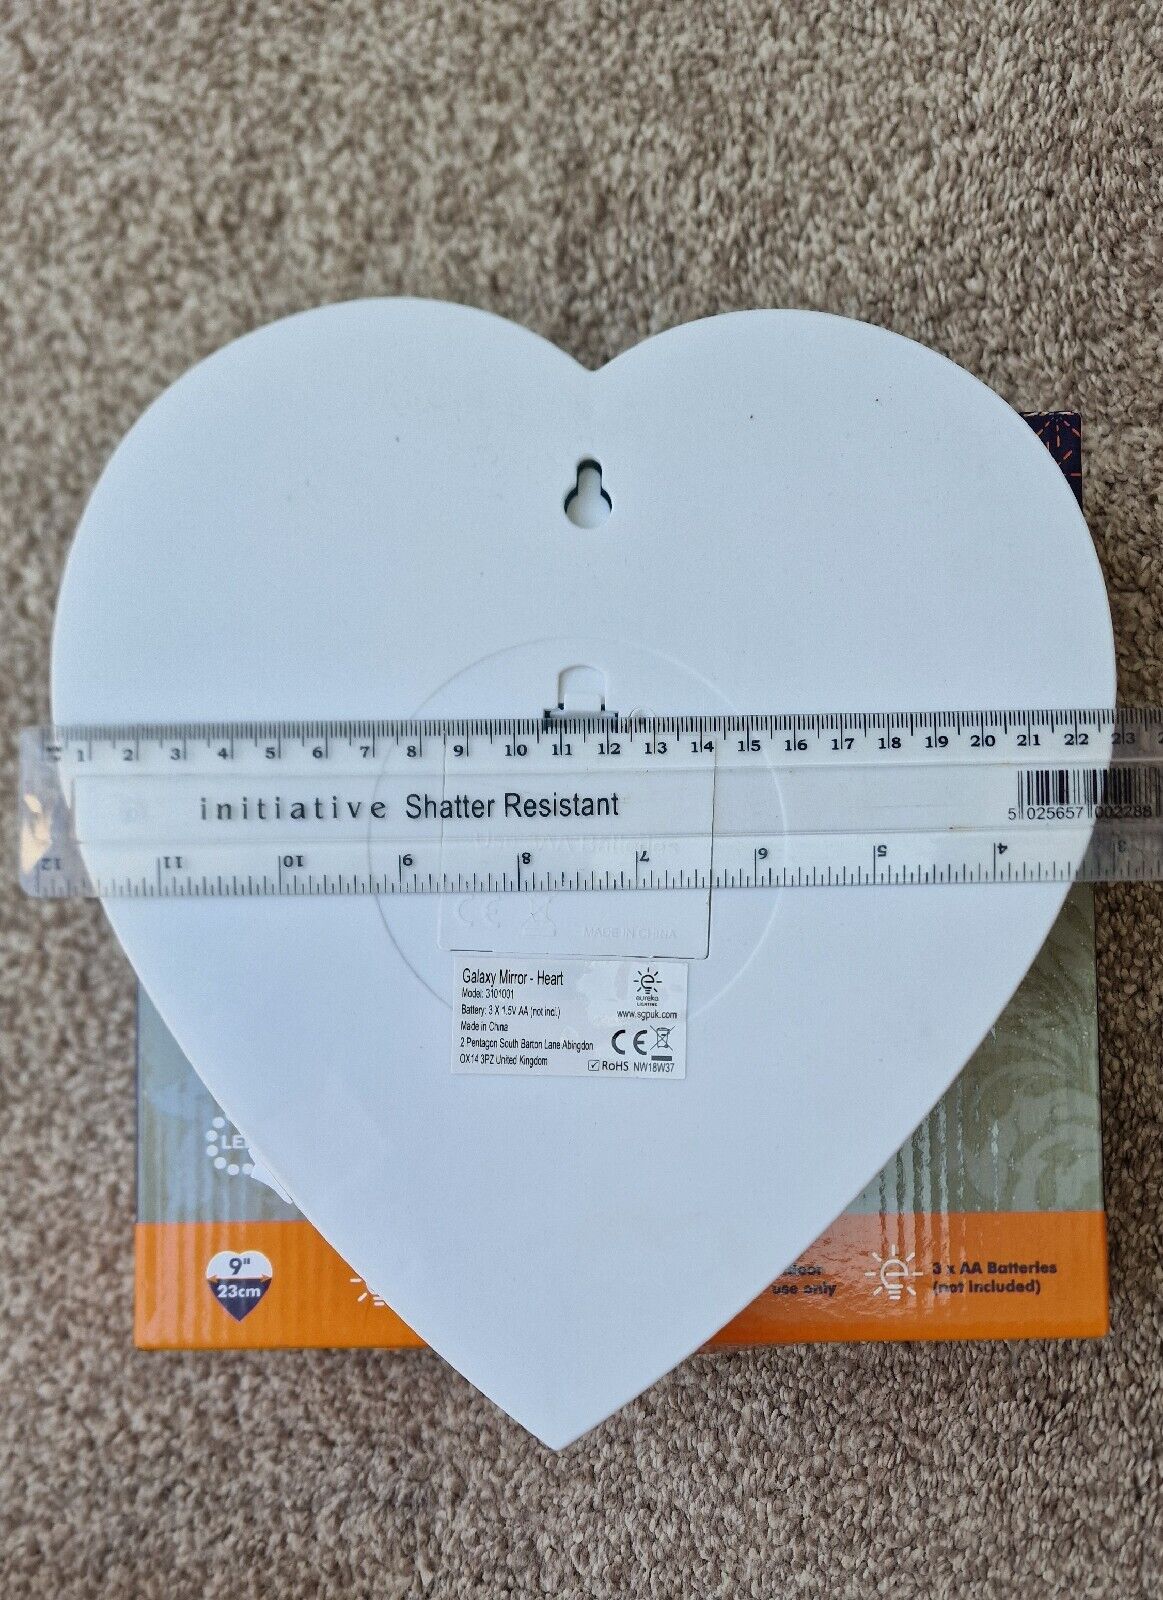 1 2 3 4 5 6 7 8 9 10 11 12 13 14 15 16 17 18 19 20 21 22 23
initiative Shatter Resistant
5 025657 002288
12 11 10 9 8 7 6 5 4 3
MADE IN CHINA
Galaxy Mirror - Heart
Model: 3101001
Battery: 3 X 1.5V AA (not incl.)
Made in China
2 Pentagon South Barton Lane Abingdon
OX14 3PZ United Kingdom
eureka
LIGHTING
www.sgpuk.com
CE
RoHS NW18W37
9"
23cm
use only
3 x AA Batteries
(not included)